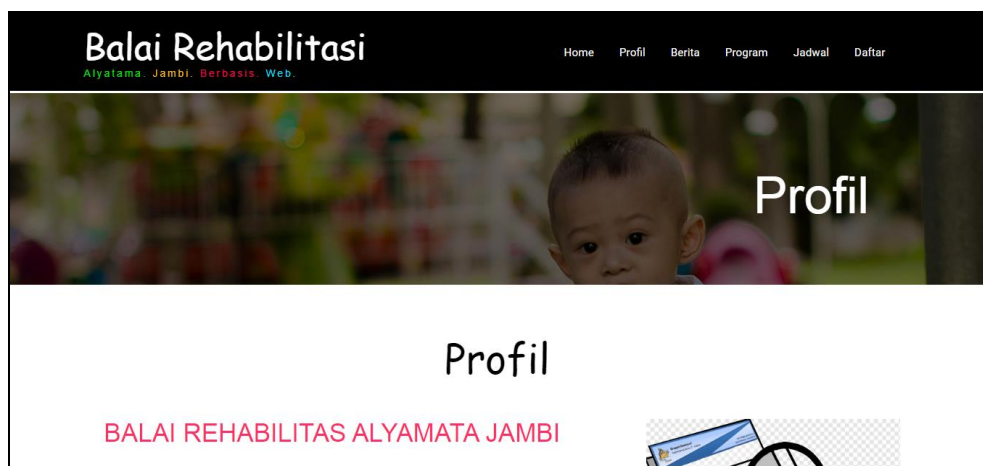 Balai Rehabilitasi
Alyatama. Jambi. Berbasis. Web.
Home Profil Berita Program Jadwal Daftar
Profil
Profil
BALAI REHABILITAS ALYAMATA JAMBI